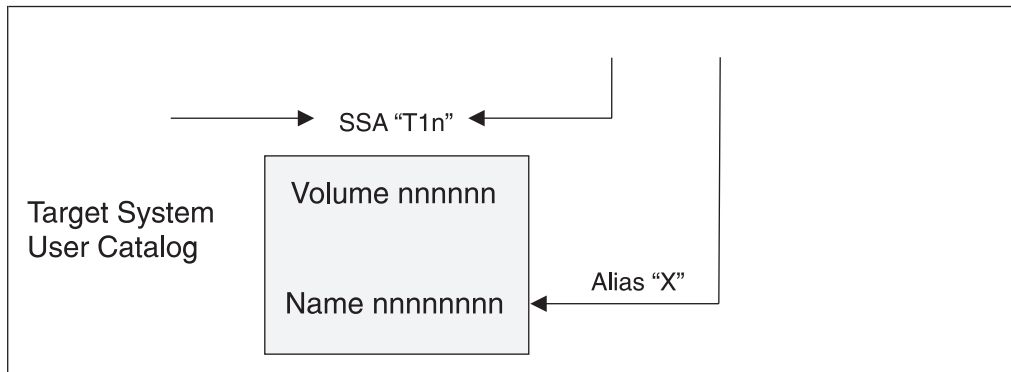 SSA “T1n”
Volume nnnnnn
Target System
User Catalog
Alias “X”
Name nnnnnnnn